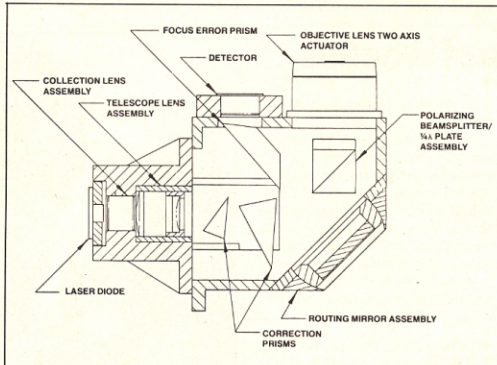 FOCUS ERROR PRISM
OBJECTIVE LENS TWO AXIS
ACTUATOR
DETECTOR
COLLECTION LENS
ASSEMBLY
TELESCOPE LENS
ASSEMBLY
POLARIZING
BEAMSPLITTER/
¼λ PLATE
ASSEMBLY
LASER DIODE
ROUTING MIRROR ASSEMBLY
CORRECTION
PRISMS